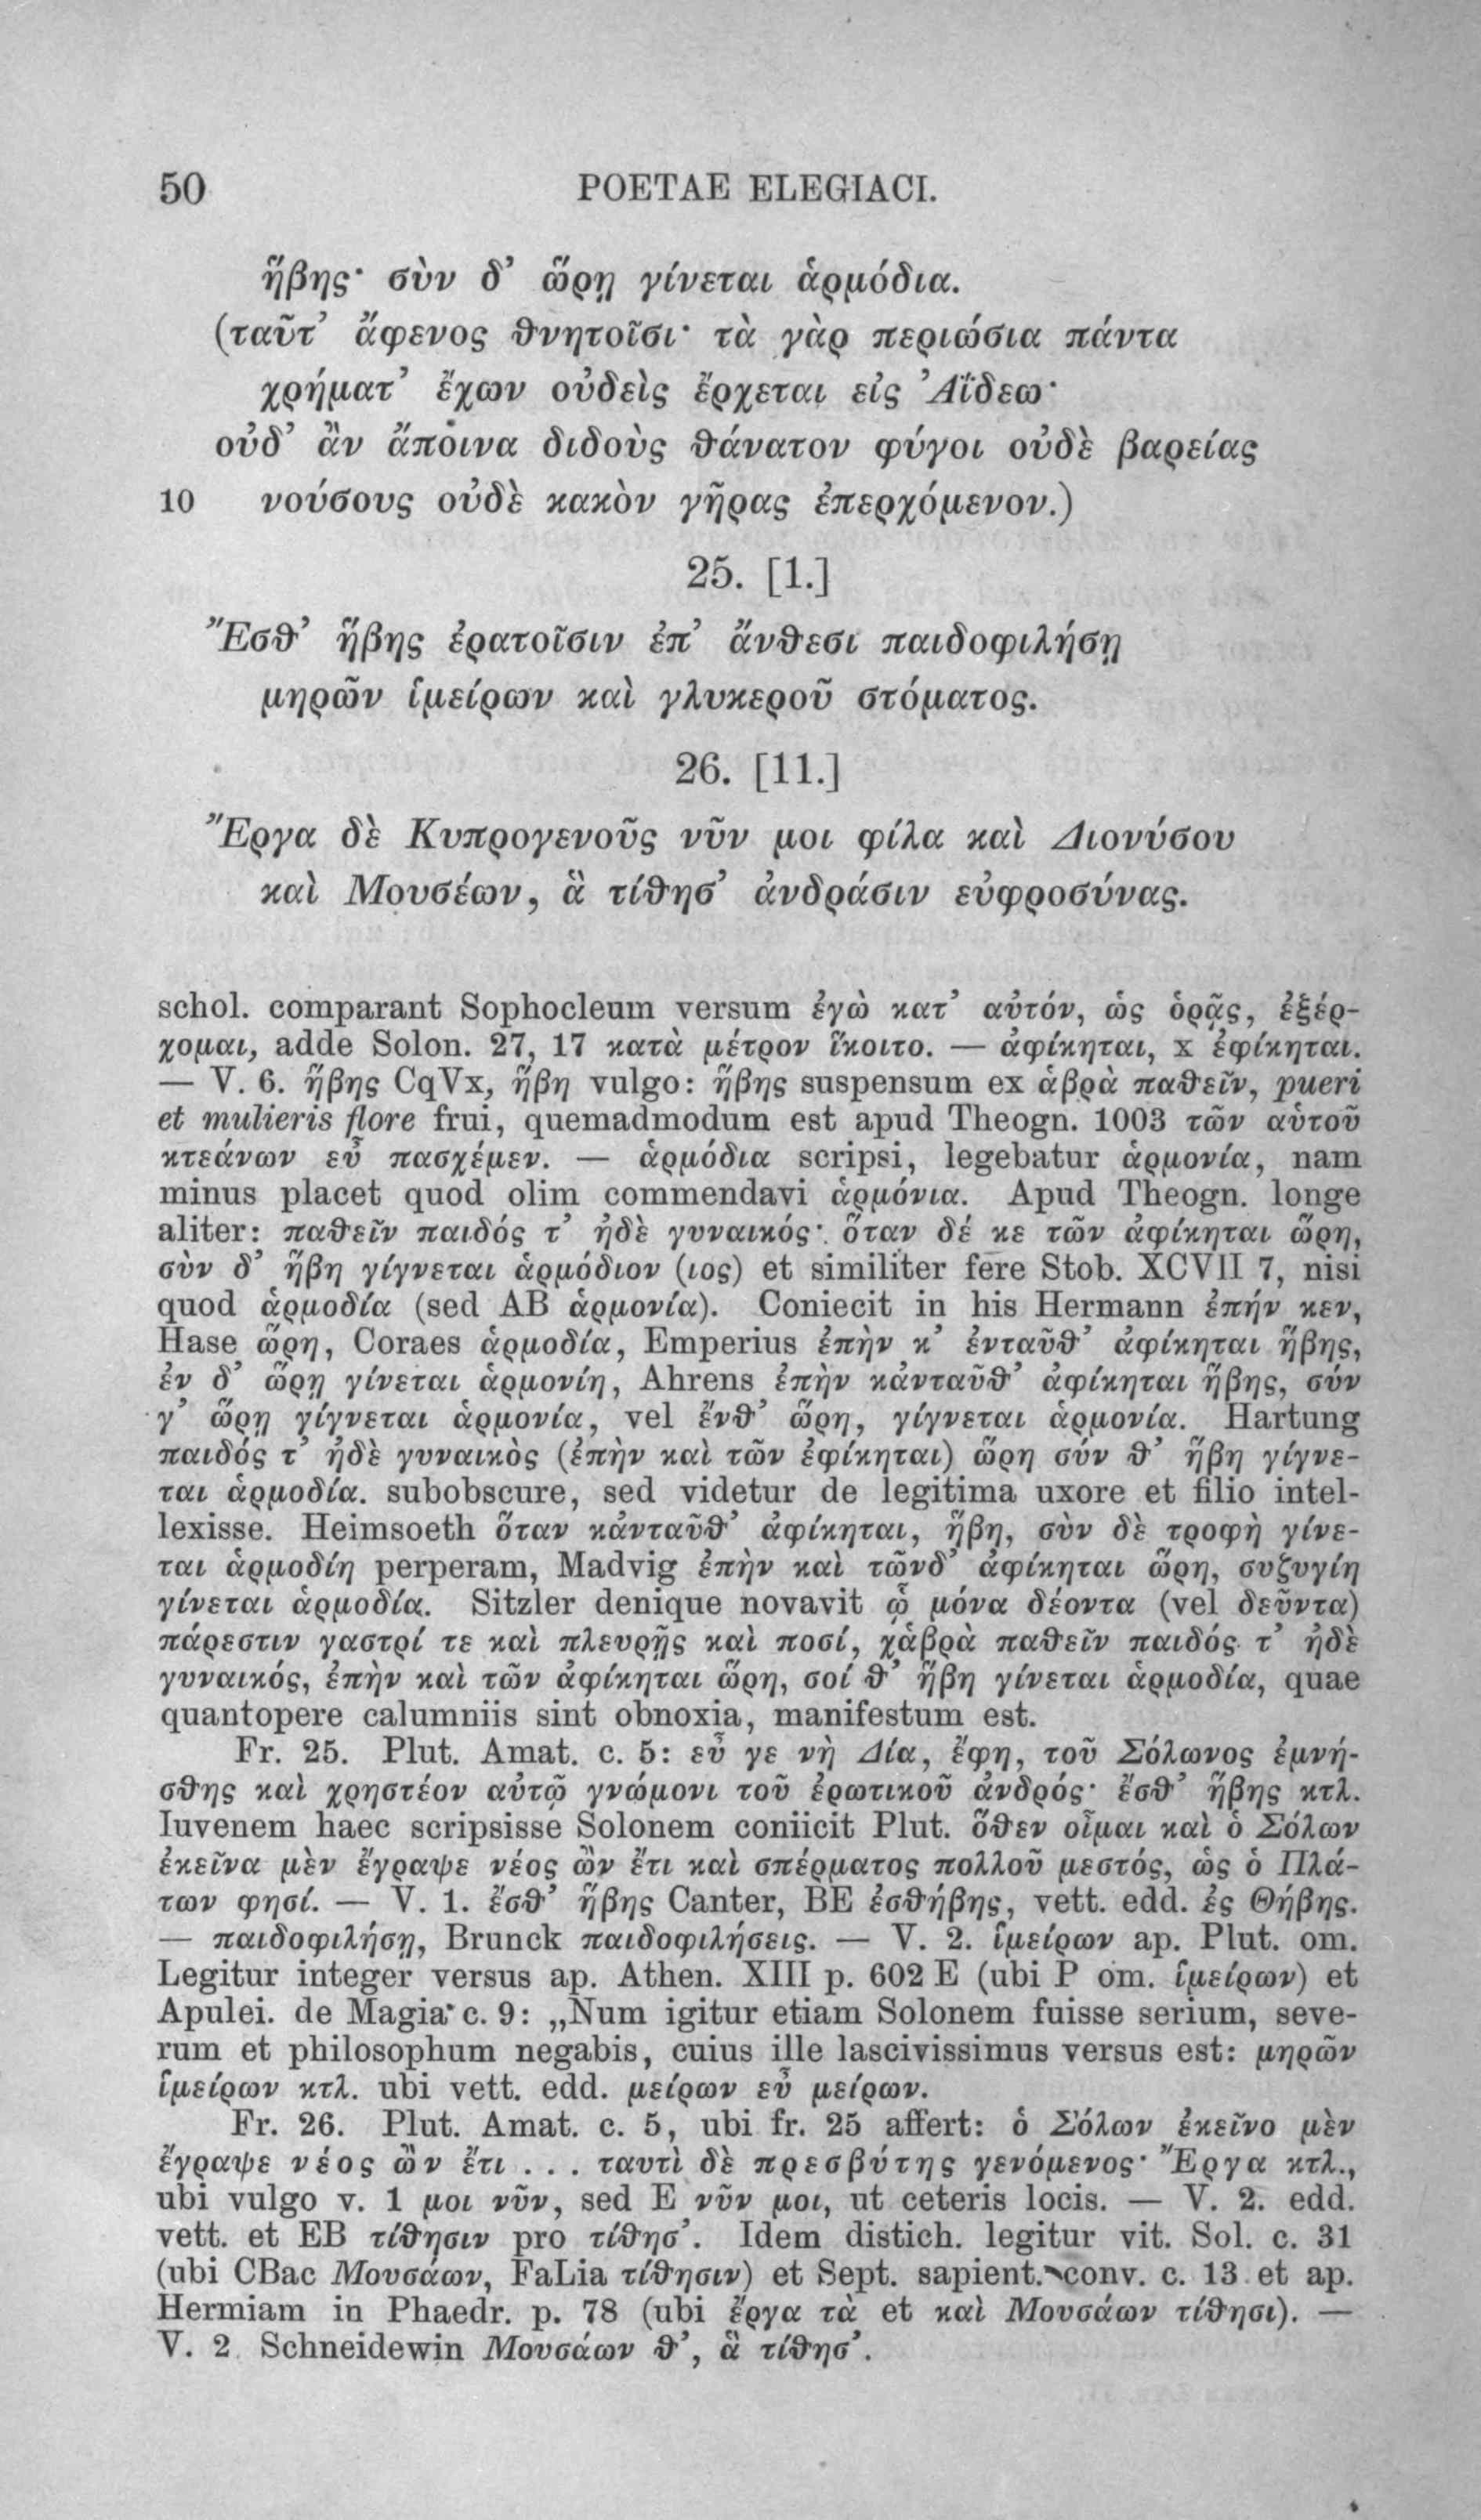 50 POETAE ELEGIACI.
ἥβης· σὺν δ’ ὥρῃ γίνεται ἁρμόδια.
(ταῦτ’ ἄφενος θνητοῖσι· τὰ γὰρ περιώσια πάντα
χρήματ’ ἔχων οὐδεὶς ἔρχεται εἰς Ἀΐδεω·
οὐδ’ ἂν ἄποινα διδοὺς θάνατον φύγοι οὐδὲ βαρείας
10 νούσους οὐδὲ κακὸν γῆρας ἐπερχόμενον.)
25. [1.]
Ἔσθ’ ἥβης ἐρατοῖσιν ἐπ’ ἄνθεσι παιδοφιλήσῃ
μηρῶν ἱμείρων καὶ γλυκεροῦ στόματος.
26. [11.]
Ἔργα δὲ Κυπρογενοῦς νῦν μοι φίλα καὶ Διονύσου
καὶ Μουσέων, ἃ τίθησ’ ἀνδράσιν εὐφροσύνας.
schol. comparant Sophocleum versum ἐγὼ κατ’ αὐτόν, ὡς ὁρᾷς, ἐξέρ-
χομαι, adde Solon. 27, 17 κατὰ μέτρον ἵκοιτο. — ἀφίκηται, x ἐφίκηται.
— V. 6. ἥβης CqVx, ἥβη vulgo: ἥβης suspensum ex ἁβρὰ παθεῖν, pueri
et mulieris flore frui, quemadmodum est apud Theogn. 1003 τῶν αὑτοῦ
κτεάνων εὖ πασχέμεν. — ἁρμόδια scripsi, legebatur ἁρμονία, nam
minus placet quod olim commendavi ἁρμόνια. Apud Theogn. longe
aliter: παθεῖν παιδός τ’ ἠδὲ γυναικός· ὅταν δέ κε τῶν ἀφίκηται ὥρη,
σὺν δ’ ἥβη γίγνεται ἁρμόδιον (ιος) et similiter fere Stob. XCVII 7, nisi
quod ἁρμοδία (sed AB ἁρμονία). Coniecit in his Hermann ἐπήν κεν,
Hase ὥρη, Coraes ἁρμοδία, Emperius ἐπὴν κ’ ἐνταῦθ’ ἀφίκηται ἥβης,
ἐν δ’ ὥρῃ γίνεται ἁρμονίη, Ahrens ἐπὴν κἀνταῦθ’ ἀφίκηται ἥβης, σύν
γ’ ὥρῃ γίγνεται ἁρμονία, vel ἔνθ’ ὥρη, γίγνεται ἁρμονία. Hartung
παιδός τ’ ἠδὲ γυναικὸς (ἐπὴν καὶ τῶν ἐφίκηται) ὥρη σύν θ’ ἥβη γίγνε-
ται ἁρμοδία. subobscure, sed videtur de legitima uxore et filio intel-
lexisse. Heimsoeth ὅταν κἀνταῦθ’ ἀφίκηται, ἥβη, σὺν δὲ τροφὴ γίνε-
ται ἁρμοδίη perperam, Madvig ἐπὴν καὶ τῶνδ’ ἀφίκηται ὥρη, συζυγίη
γίνεται ἁρμοδία. Sitzler denique novavit ᾧ μόνα δέοντα (vel δεῦντα)
πάρεστιν γαστρί τε καὶ πλευρῇς καὶ ποσί, χἁβρὰ παθεῖν παιδός τ’ ἠδὲ
γυναικός, ἐπὴν καὶ τῶν ἀφίκηται ὥρη, σοί θ’ ἥβη γίνεται ἁρμοδία, quae
quantopere calumniis sint obnoxia, manifestum est.
Fr. 25. Plut. Amat. c. 5: εὖ γε νὴ Δία, ἔφη, τοῦ Σόλωνος ἐμνή-
σθης καὶ χρηστέον αὐτῷ γνώμονι τοῦ ἐρωτικοῦ ἀνδρός· ἔσθ’ ἥβης κτλ.
Iuvenem haec scripsisse Solonem coniicit Plut. ὅθεν οἶμαι καὶ ὁ Σόλων
ἐκεῖνα μὲν ἔγραψε νέος ὢν ἔτι καὶ σπέρματος πολλοῦ μεστός, ὡς ὁ Πλά-
των φησί. — V. 1. ἔσθ’ ἥβης Canter, BE ἐσθήβης, vett. edd. ἐς Θήβης.
— παιδοφιλήσῃ, Brunck παιδοφιλήσεις. — V. 2. ἱμείρων ap. Plut. om.
Legitur integer versus ap. Athen. XIII p. 602 E (ubi P om. ἱμείρων) et
Apulei. de Magia c. 9: „Num igitur etiam Solonem fuisse serium, seve-
rum et philosophum negabis, cuius ille lascivissimus versus est: μηρῶν
ἱμείρων κτλ. ubi vett. edd. μείρων εὖ μείρων.
Fr. 26. Plut. Amat. c. 5, ubi fr. 25 affert: ὁ Σόλων ἐκεῖνο μὲν
ἔγραψε νέος ὢν ἔτι . . . ταυτὶ δὲ πρεσβύτης γενόμενος· Ἔργα κτλ.,
ubi vulgo v. 1 μοι νῦν, sed E νῦν μοι, ut ceteris locis. — V. 2. edd.
vett. et EB τίθησιν pro τίθησ’. Idem distich. legitur vit. Sol. c. 31
(ubi CBac Μουσάων, FaLia τίθησιν) et Sept. sapient. conv. c. 13 et ap.
Hermiam in Phaedr. p. 78 (ubi ἔργα τὰ et καὶ Μουσάων τίθησι). —
V. 2 Schneidewin Μουσάων θ’, ἃ τίθησ’.